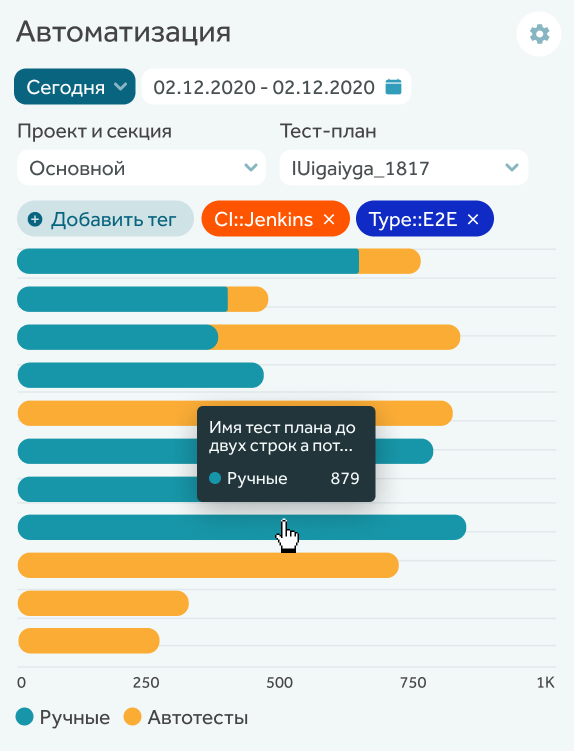 Автоматизация
Сегодня 02.12.2020 - 02.12.2020
Проект и секция Тест-план
Основной IUigaiyga_1817
Добавить тег CI::Jenkins × Type::E2E ×
Имя тест плана до
двух строк а пот...
Ручные 879
0 250 500 750 1K
Ручные Автотесты